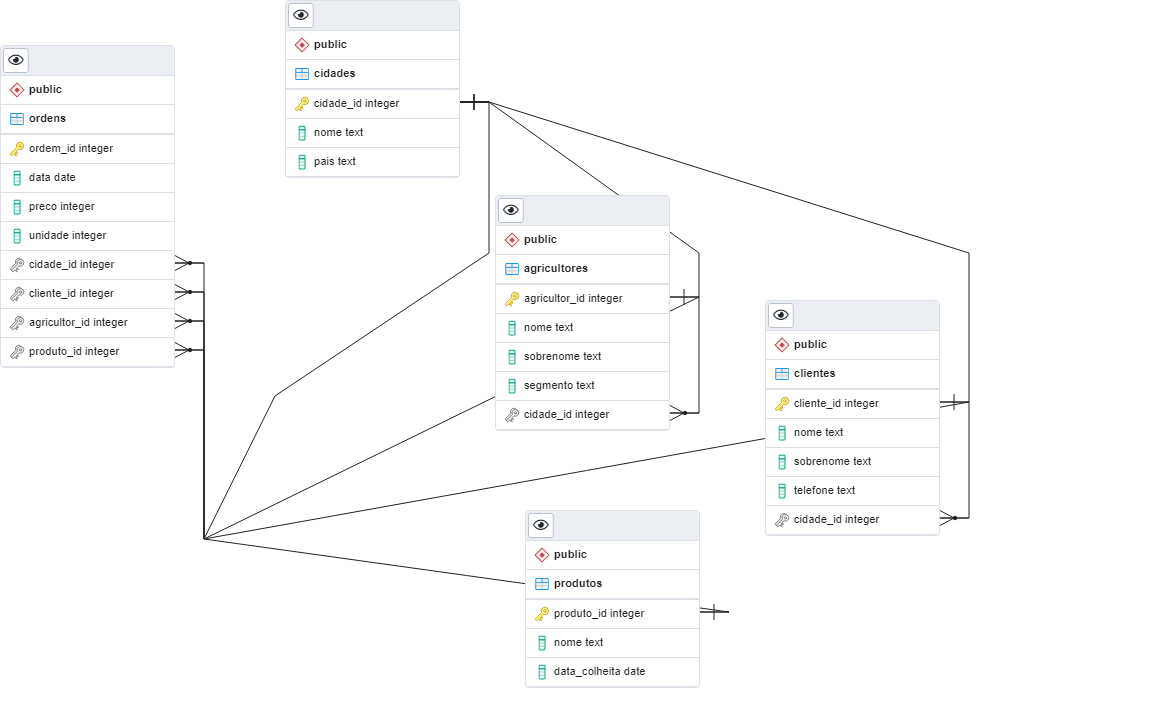 public
ordens
ordem_id integer
data date
preco integer
unidade integer
cidade_id integer
cliente_id integer
agricultor_id integer
produto_id integer
public
cidades
cidade_id integer
nome text
pais text
public
agricultores
agricultor_id integer
nome text
sobrenome text
segmento text
cidade_id integer
public
clientes
cliente_id integer
nome text
sobrenome text
telefone text
cidade_id integer
public
produtos
produto_id integer
nome text
data_colheita date